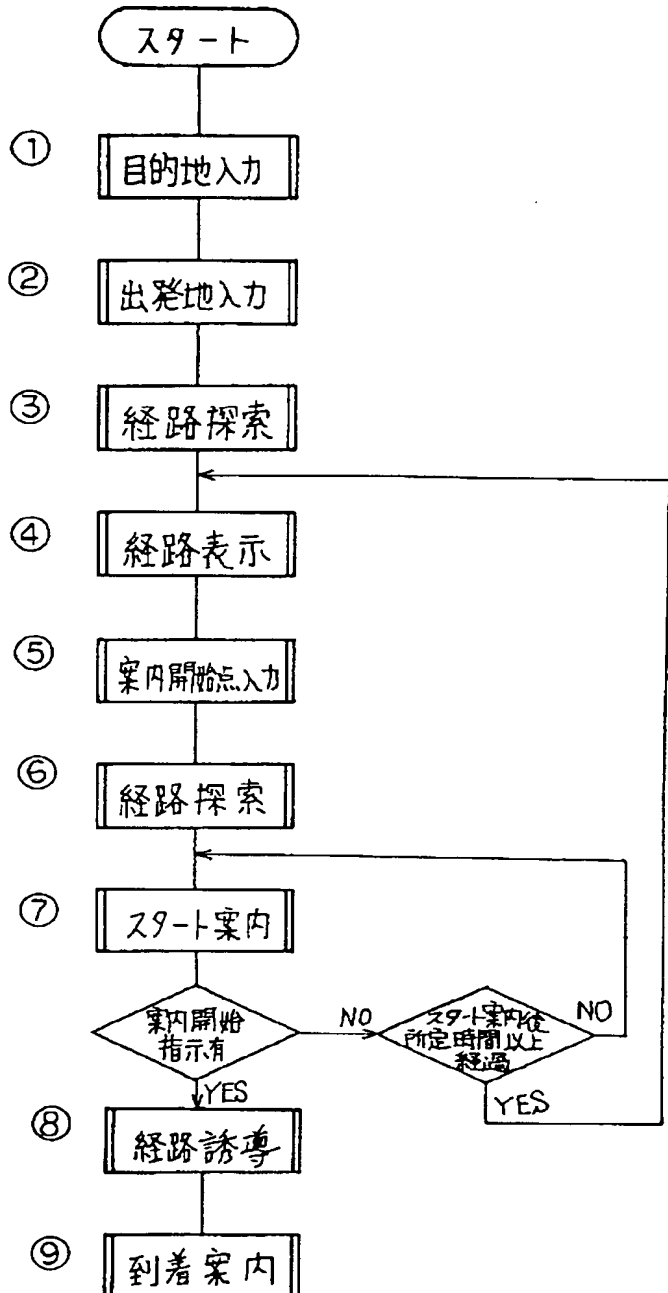 スタート
①
目的地入力
②
出発地入力
③
経路探索
④
経路表示
⑤
案内開始点入力
⑥
経路探索
⑦
スタート案内
案内開始
指示有
NO
スタート案内後
所定時間以上
経過
NO
YES
YES
⑧
経路誘導
⑨
到着案内